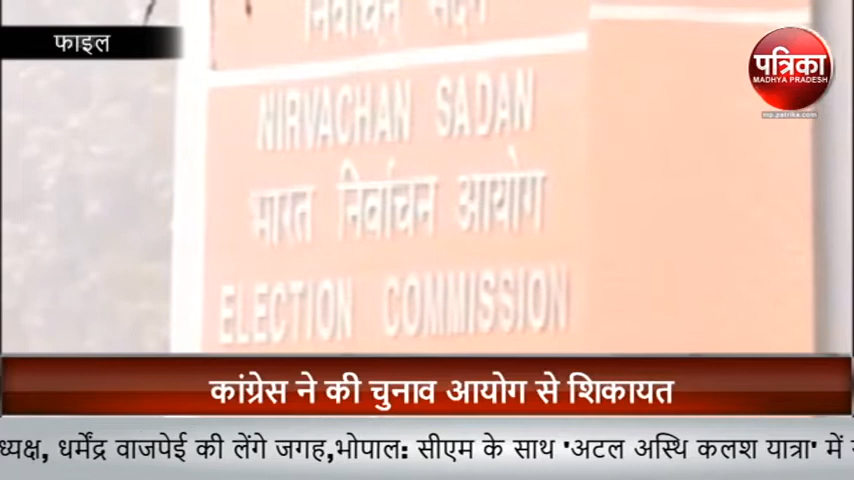 निर्वाचन सदन
फाइल
पत्रिका
MADHYA PRADESH
mp.patrika.com
NIRVACHAN SADAN
भारत निर्वाचन आयोग
ELECTION COMMISSION
कांग्रेस ने की चुनाव आयोग से शिकायत
ध्यक्ष, धर्मेंद्र वाजपेई की लेंगे जगह,भोपाल: सीएम के साथ 'अटल अस्थि कलश यात्रा' में